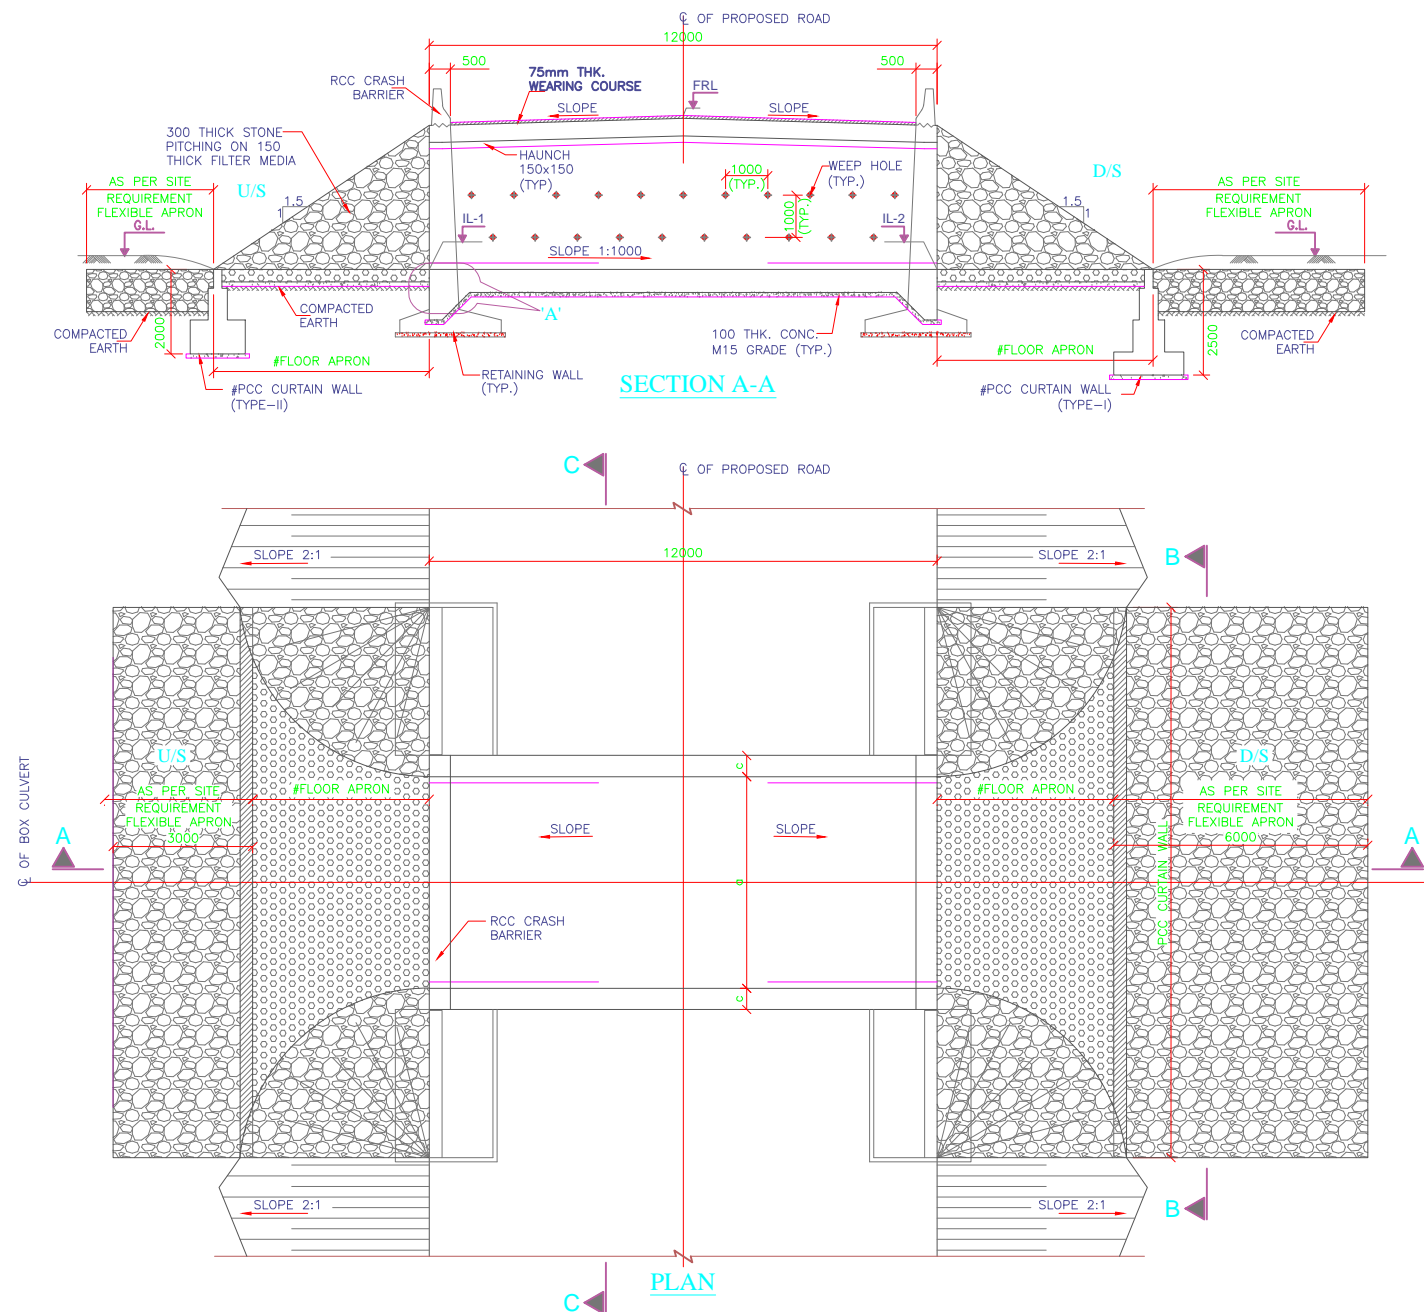 ℄ OF PROPOSED ROAD
12000
500
500
RCC CRASH
BARRIER
75mm THK.
WEARING COURSE
FRL
SLOPE
SLOPE
300 THICK STONE
PITCHING ON 150
THICK FILTER MEDIA
HAUNCH
150x150
(TYP)
1000
(TYP.)
WEEP HOLE
(TYP.)
D/S
U/S
AS PER SITE
REQUIREMENT
FLEXIBLE APRON
G.L.
1.5
1
IL-1
1000
(TYP.)
IL-2
1.5
1
AS PER SITE
REQUIREMENT
FLEXIBLE APRON
G.L.
SLOPE 1:1000
COMPACTED
EARTH
'A'
COMPACTED
EARTH
2000
100 THK. CONC.
M15 GRADE (TYP.)
COMPACTED
EARTH
2500
#FLOOR APRON
#FLOOR APRON
RETAINING WALL
(TYP.)
#PCC CURTAIN WALL
(TYPE-II)
#PCC CURTAIN WALL
(TYPE-I)
SECTION A-A
C
℄ OF PROPOSED ROAD
SLOPE 2:1
12000
SLOPE 2:1
B
U/S
D/S
c
AS PER SITE
REQUIREMENT
FLEXIBLE APRON
3000
#FLOOR APRON
#FLOOR APRON
AS PER SITE
REQUIREMENT
FLEXIBLE APRON
6000
SLOPE
SLOPE
A
A
℄ OF BOX CULVERT
a
PCC CURTAIN WALL
RCC CRASH
BARRIER
c
SLOPE 2:1
SLOPE 2:1
B
PLAN
C